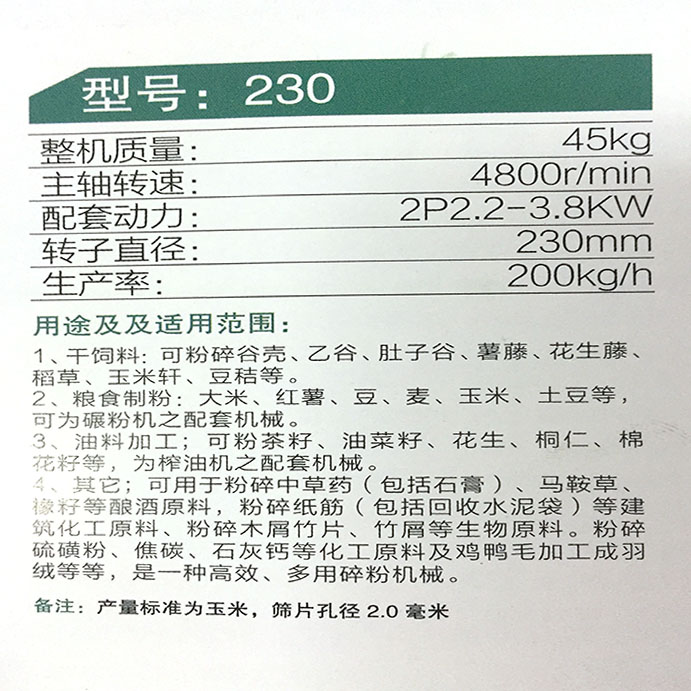 型号：230
整机质量： 45kg
主轴转速： 4800r/min
配套动力： 2P2.2-3.8KW
转子直径： 230mm
生产率： 200kg/h
用途及及适用范围：
1、干饲料：可粉碎谷壳、乙谷、肚子谷、薯藤、花生藤、
稻草、玉米轩、豆秸等。
2、粮食制粉：大米、红薯、豆、麦、玉米、土豆等，
可为碾粉机之配套机械。
3、油料加工；可粉茶籽、油菜籽、花生、桐仁、棉
花籽等，为榨油机之配套机械。
4、其它；可用于粉碎中草药（包括石膏）、马鞍草、
橡籽等酿酒原料，粉碎纸筋（包括回收水泥袋）等建
筑化工原料、粉碎木屑竹片、竹屑等生物原料。粉碎
硫磺粉、焦碳、石灰钙等化工原料及鸡鸭毛加工成羽
绒等等，是一种高效、多用碎粉机械。
备注：产量标准为玉米，筛片孔径2.0毫米